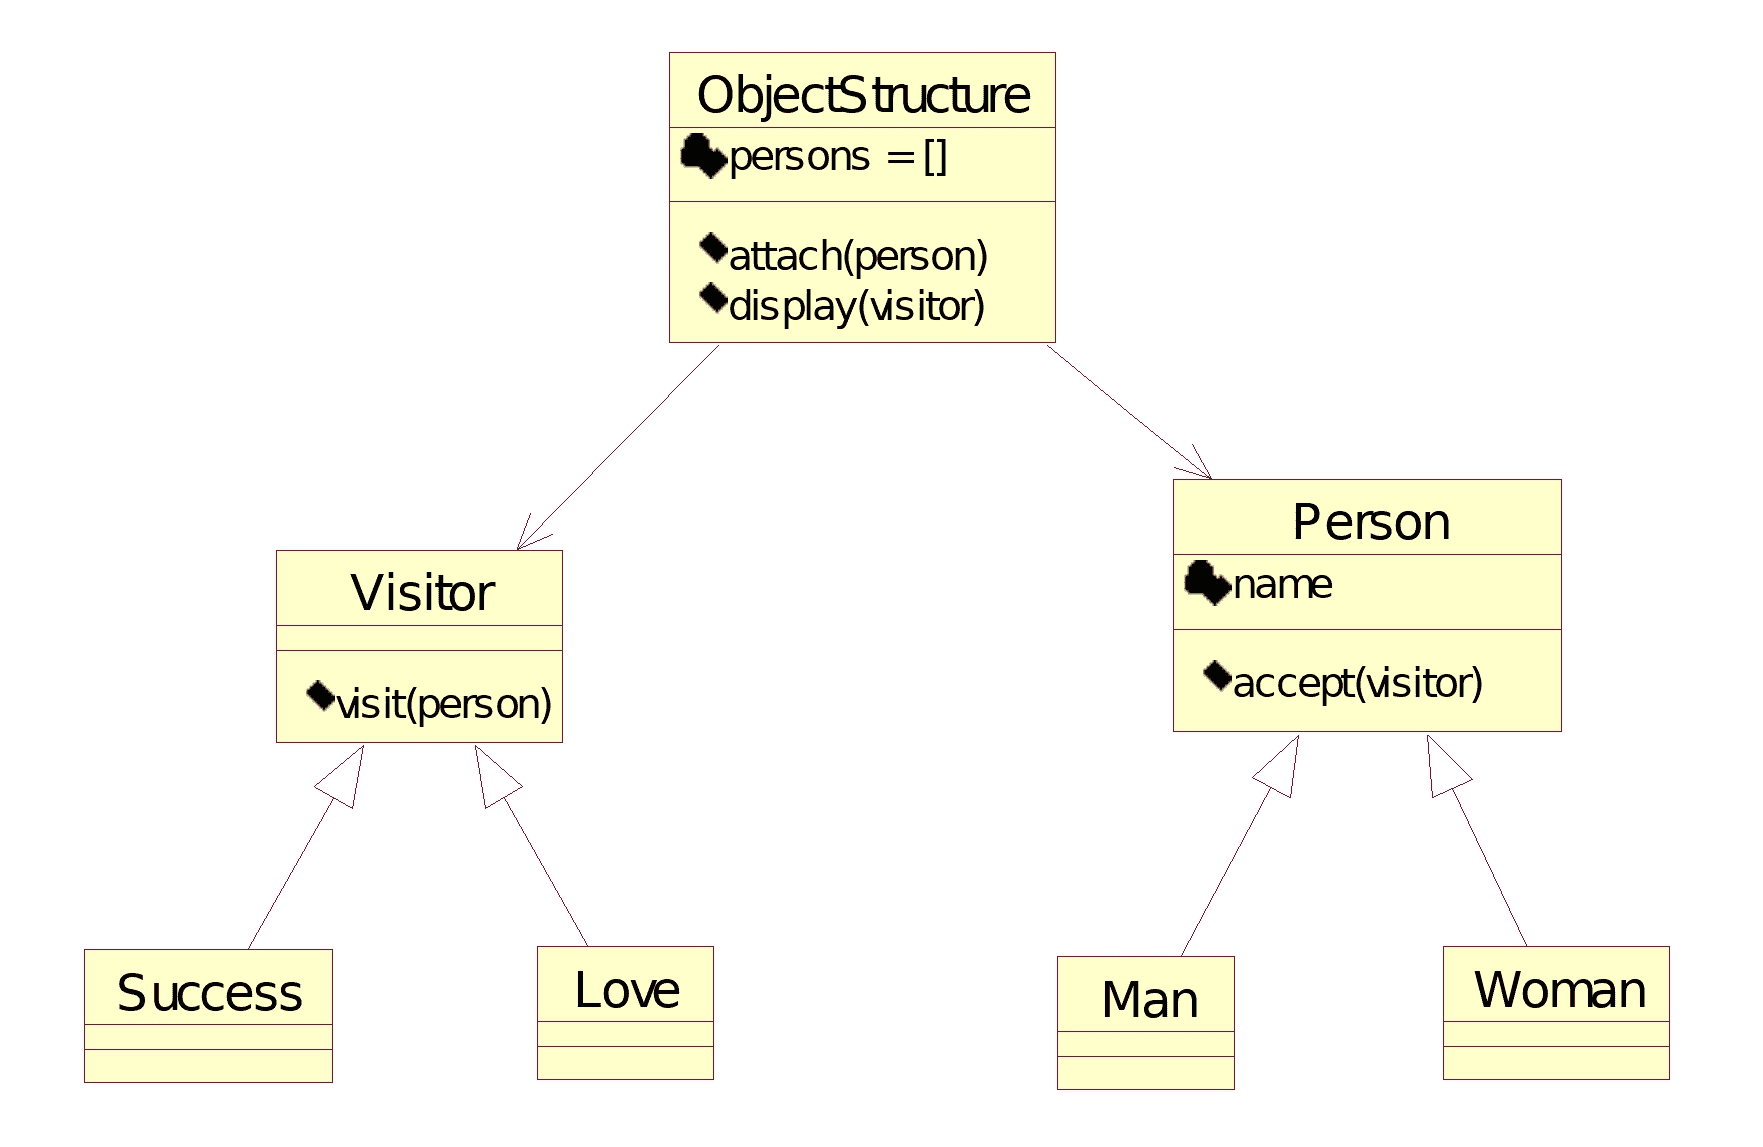 ObjectStructure
persons = []
attach(person)
display(visitor)
Visitor
visit(person)
Person
name
accept(visitor)
Success
Love
Man
Woman